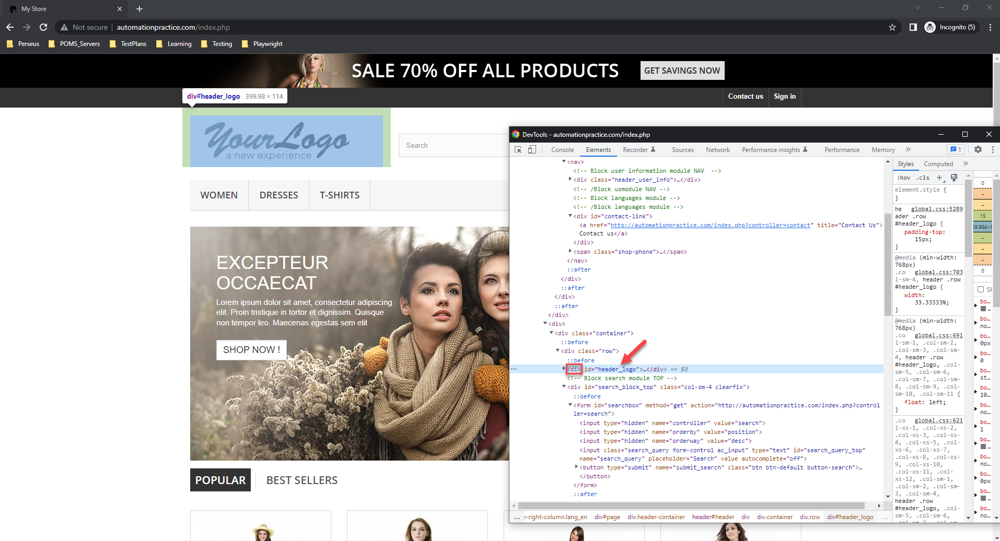 My Store
Not secure | automationpractice.com/index.php
Incognito (5)
Perseus POMS_Servers TestPlans Learning Testing Playwright
SALE 70% OFF ALL PRODUCTS GET SAVINGS NOW
Contact us Sign in
div#header_logo 399.98 × 114
YourLogo
a new experience
Search
WOMEN DRESSES T-SHIRTS
EXCEPTEUR
OCCAECAT
Lorem ipsum dolor sit amet, consectetur adipiscing
elit. Proin tristique in tortor et dignissim. Quisque
non tempor leo. Maecenas egestas sem elit
SHOP NOW !
POPULAR BEST SELLERS
DevTools - automationpractice.com/index.php
Console Elements Recorder Sources Network Performance insights Performance Memory » 1
<nav>
<!-- Block user information module NAV  -->
<div class="header_user_info">…</div>
<!-- /Block usmodule NAV -->
<!-- Block languages module -->
<!-- /Block languages module -->
<div id="contact-link">
<a href="http://automationpractice.com/index.php?controller=contact" title="Contact Us">
Contact us</a>
</div>
<span class="shop-phone">…</span>
</nav>
::after
</div>
::after
</div>
::after
</div>
<div>
<div class="container">
::before
<div class="row">
::before
<div id="header_logo">…</div> == $0
<!-- Block search module TOP -->
<div id="search_block_top" class="col-sm-4 clearfix">
::before
<form id="searchbox" method="get" action="http://automationpractice.com/index.php?control
ler=search">
<input type="hidden" name="controller" value="search">
<input type="hidden" name="orderby" value="position">
<input type="hidden" name="orderway" value="desc">
<input class="search_query form-control ac_input" type="text" id="search_query_top"
name="search_query" placeholder="Search" value autocomplete="off">
<button type="submit" name="submit_search" class="btn btn-default button-search">…
</button>
</form>
::after
… e-right-column.lang_en div#page div.header-container header#header div div.container div.row div#header_logo …
Styles Computed »
:hov .cls +
element.style {
}
he global.css:5289
ader .row
#header_logo {
padding-top:
15px;
}
@media (min-width:
768px)
.co global.css:703
l-sm-4, header .row
#header_logo {
width:
33.33333%;
}
@media (min-width:
768px)
.co global.css:691
l-sm-1, .col-sm-2,
.col-sm-3, .col-sm-
4, header .row
#header_logo, .col-
sm-5, .col-sm-6,
.col-sm-7, .col-sm-
8, .col-sm-9, .col-
sm-10, .col-sm-11 {
float: left;
}
.co global.css:621
l-xs-1, .col-xs-2,
.col-xs-3, .col-xs-
4, .col-xs-5, .col-
xs-6, .col-xs-7,
.col-xs-8, .col-xs-
9, .col-xs-10,
.col-xs-11, .col-
xs-12, .col-sm-1,
.col-sm-2, .col-sm-
3, .col-sm-4,
header .row
#header_logo, .col-
sm-5, .col-sm-6,
0
–
–
15
–
–
–
0
bo…
bo…
no…
bo…
0px
bo…
0
bo…
st…
bo…
10…
bo…
no…
bo…
1
bo…
bo…
no…
bo…
0px
bo…
bo…
no…